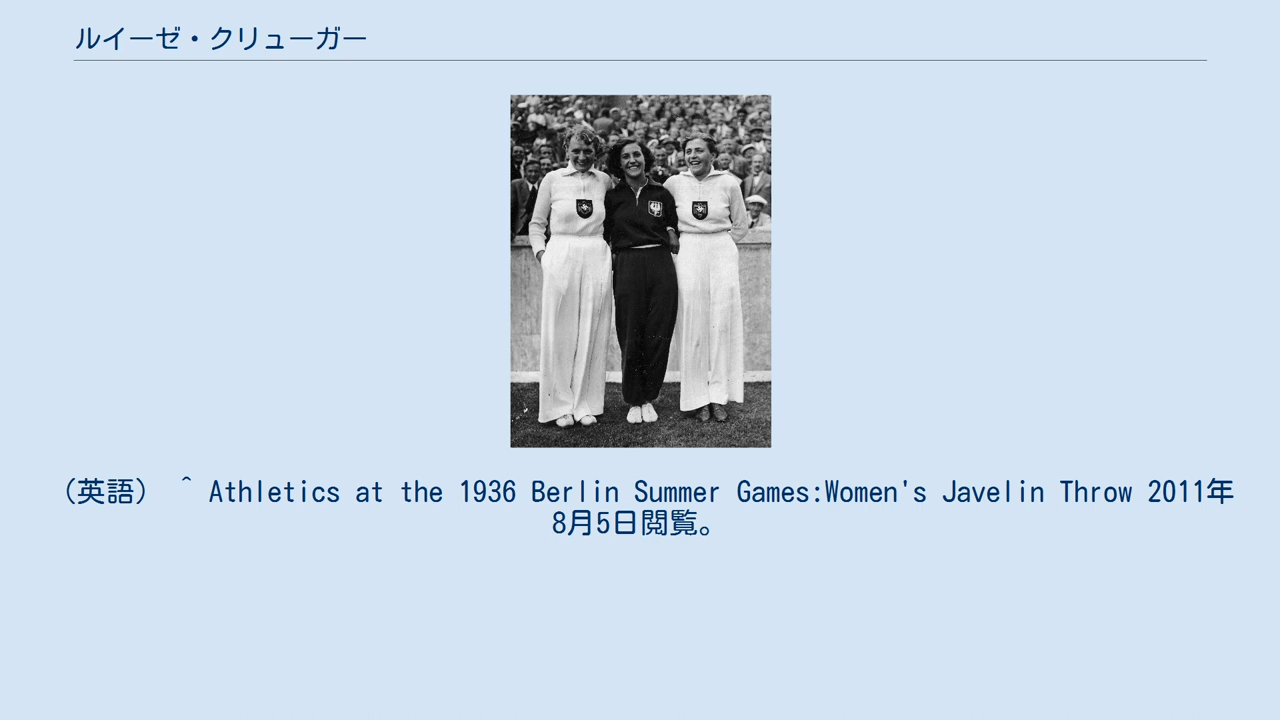 ルイーゼ・クリューガー
（英語） ^ Athletics at the 1936 Berlin Summer Games:Women's Javelin Throw 2011年
8月5日閲覧。